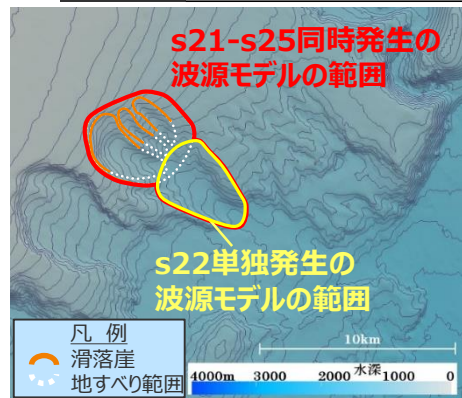 s21-s25同時発生の
波源モデルの範囲
s22単独発生の
波源モデルの範囲
凡 例
滑落崖
地すべり範囲
10km
水深
4000m 3000 2000 1000 0